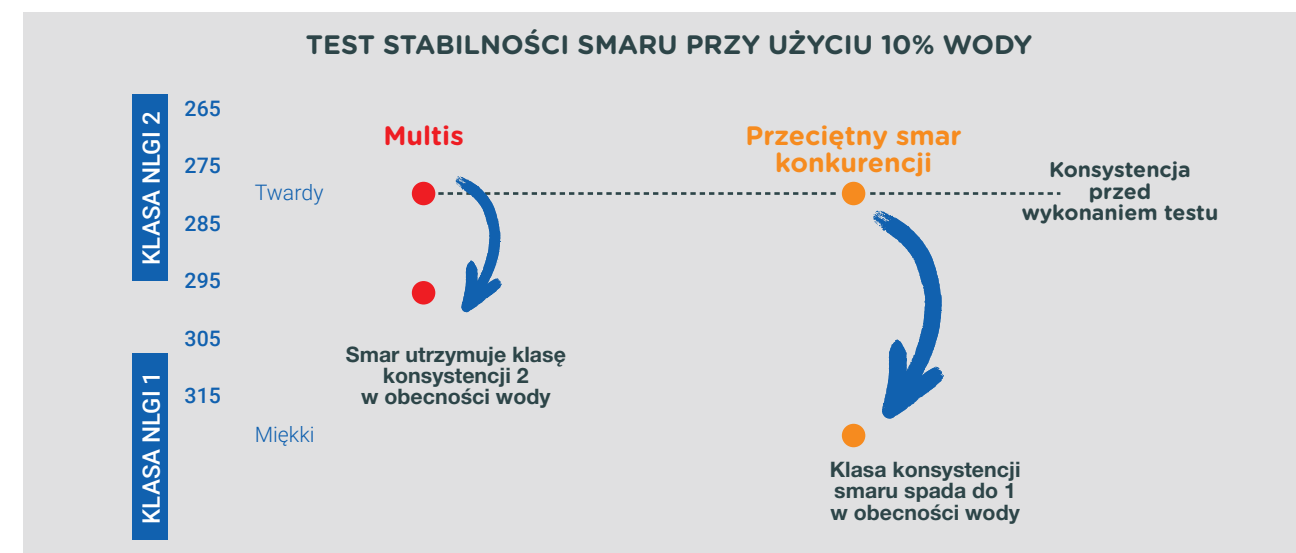 TEST STABILNOŚCI SMARU PRZY UŻYCIU 10% WODY
KLASA NLGI 2
265
275
285
295
305
315
KLASA NLGI 1
Twardy
Miękki
Multis
Przeciętny smar
konkurencji
Konsystencja
przed
wykonaniem testu
Smar utrzymuje klasę
konsystencji 2
w obecności wody
Klasa konsystencji
smaru spada do 1
w obecności wody